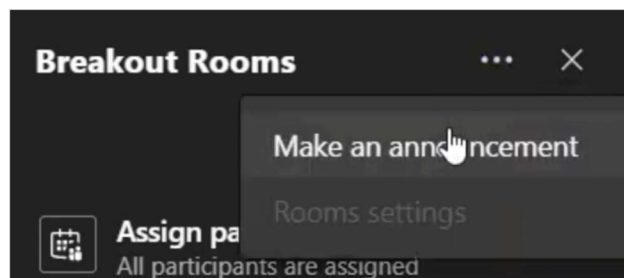 Breakout Rooms
Make an announcement
Rooms settings
Assign pa
All participants are assigned